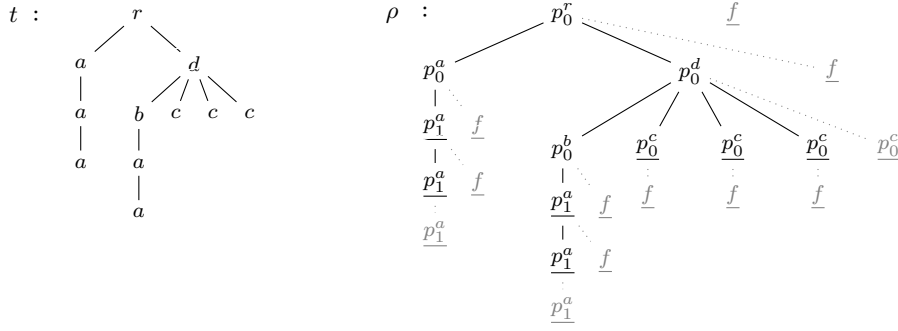 t : r ρ : p_0^r f
a d p_0^a p_0^d f
a b c c c p_1^a f p_0^b p_0^c p_0^c p_0^c p_0^c
a a p_1^a f p_1^a f f f f
a p_1^a p_1^a f
p_1^a